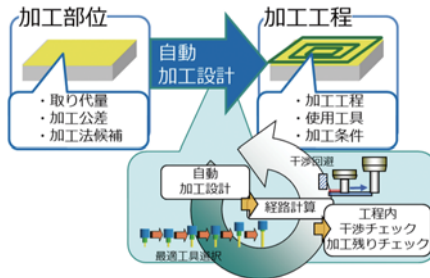 加工部位
自動
加工設計
加工工程
・取り代量
・加工公差
・加工法候補
・加工工程
・使用工具
・加工条件
干渉回避
自動
加工設計
経路計算
工程内
干渉チェック
加工残りチェック
最適工具選択